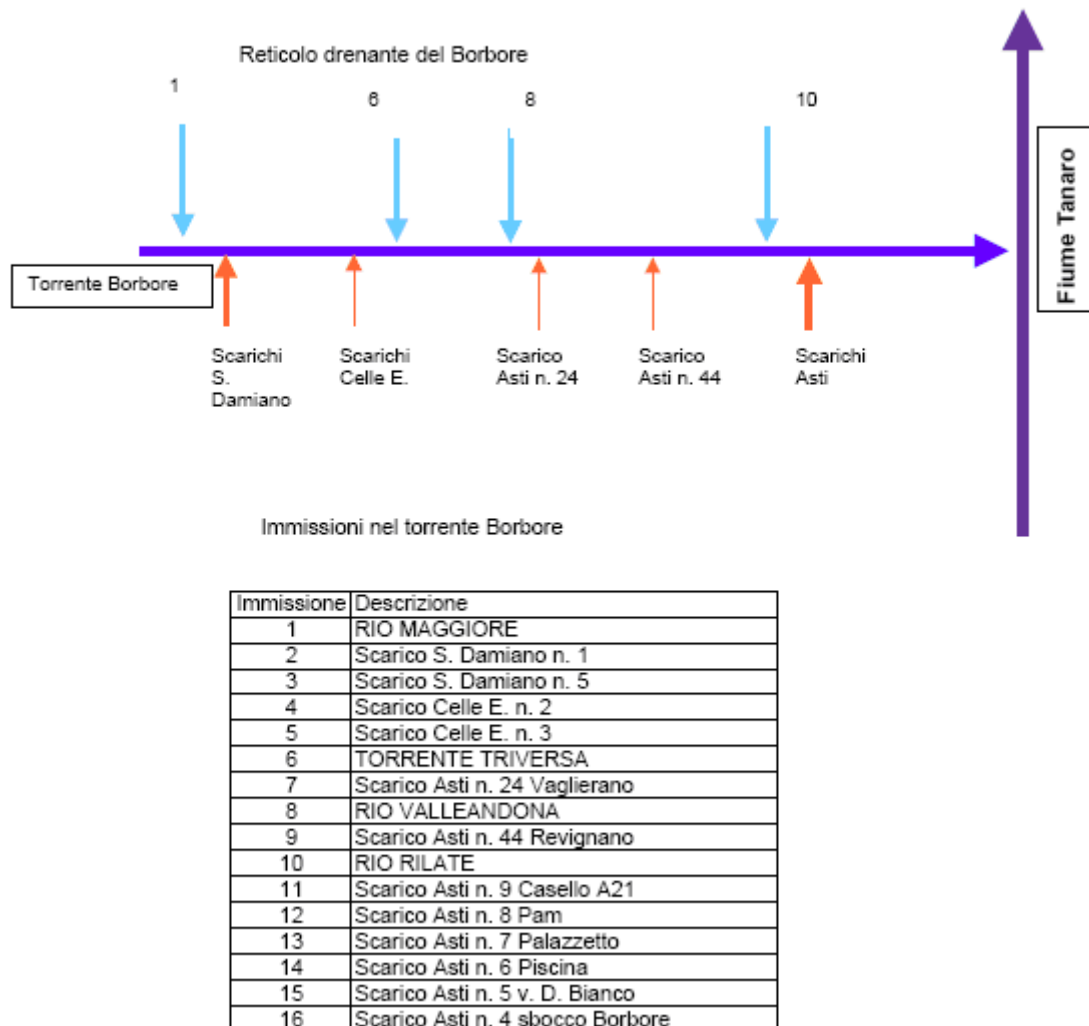 Reticolo drenante del Borbore
1
6
8
10
Fiume Tanaro
Torrente Borbore
Scarichi
S.
Damiano
Scarichi
Celle E.
Scarico
Asti n. 24
Scarico
Asti n. 44
Scarichi
Asti
Immissioni nel torrente Borbore
Immissione Descrizione
1 RIO MAGGIORE
2 Scarico S. Damiano n. 1
3 Scarico S. Damiano n. 5
4 Scarico Celle E. n. 2
5 Scarico Celle E. n. 3
6 TORRENTE TRIVERSA
7 Scarico Asti n. 24 Vaglierano
8 RIO VALLEANDONA
9 Scarico Asti n. 44 Revignano
10 RIO RILATE
11 Scarico Asti n. 9 Casello A21
12 Scarico Asti n. 8 Pam
13 Scarico Asti n. 7 Palazzetto
14 Scarico Asti n. 6 Piscina
15 Scarico Asti n. 5 v. D. Bianco
16 Scarico Asti n. 4 sbocco Borbore